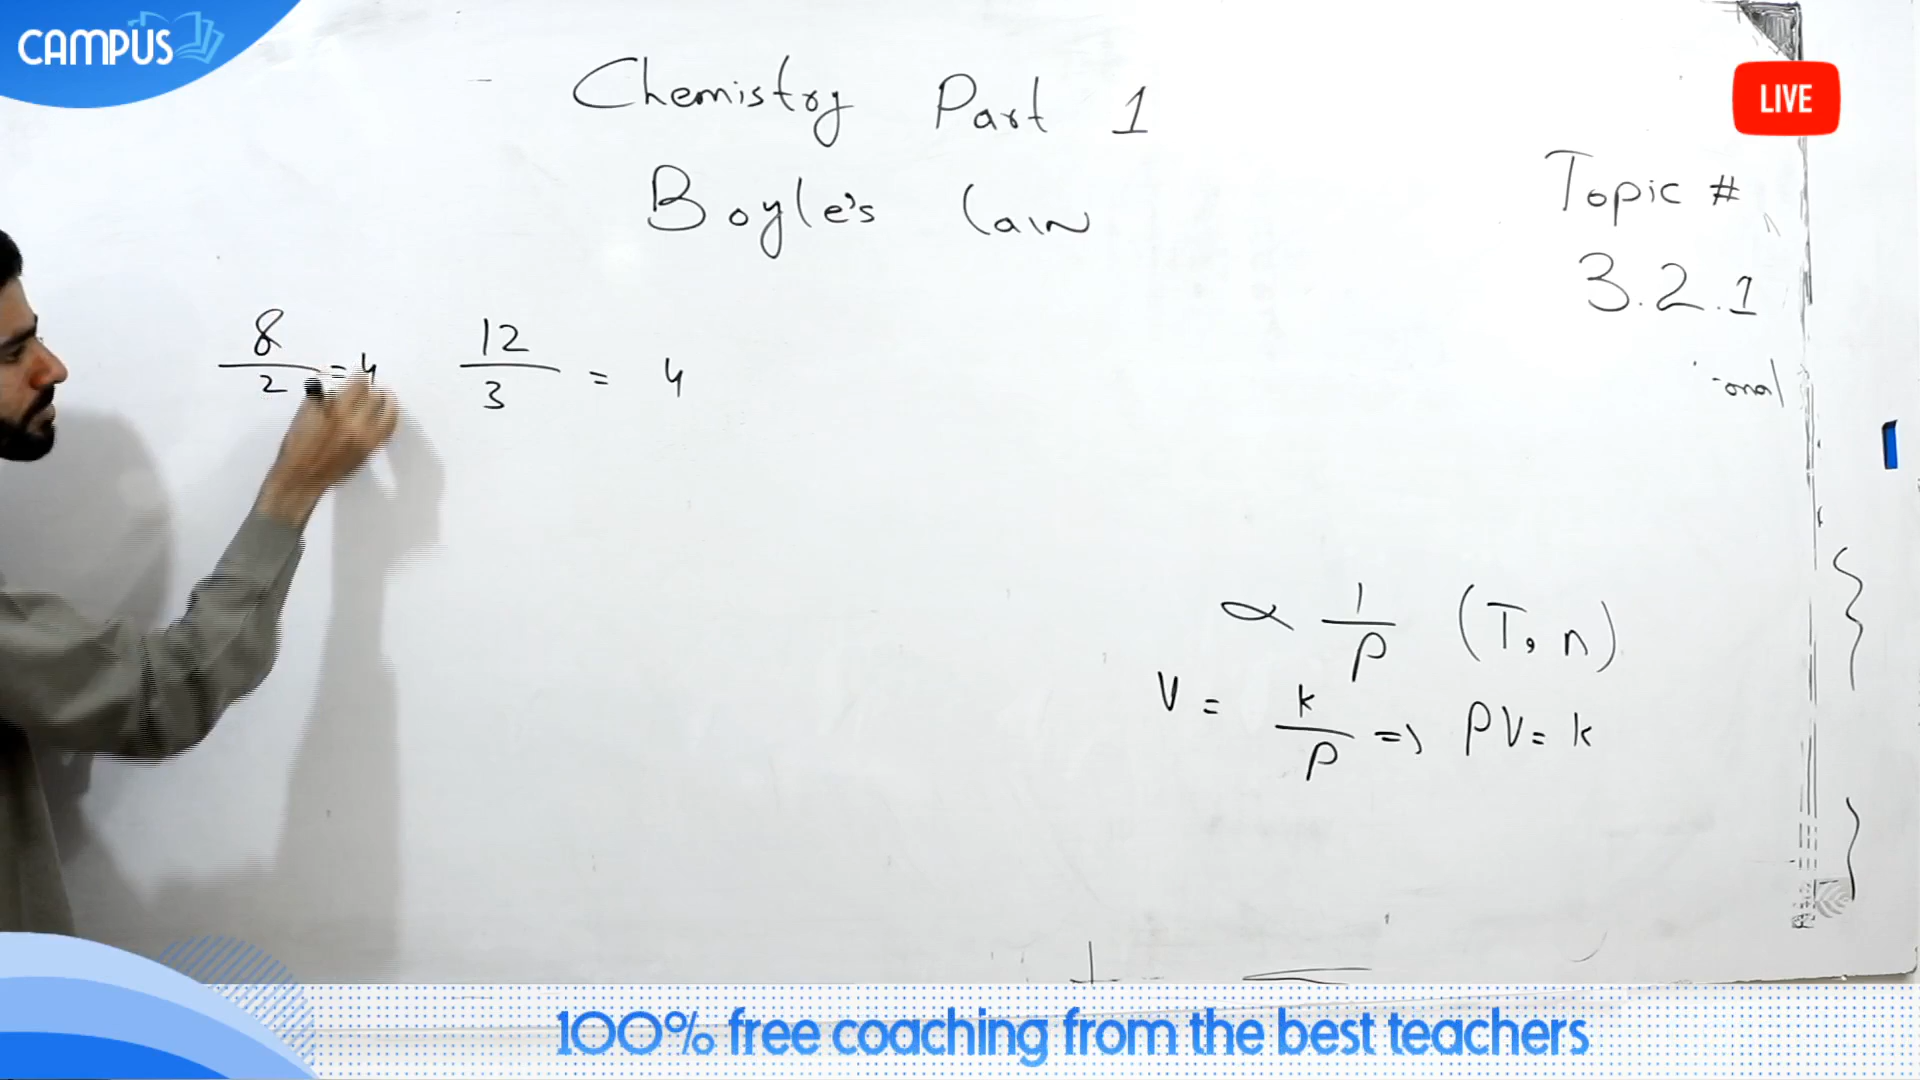 CAMPUS
LIVE
Chemistry Part 1
Boyle's Law
Topic #
3.2.1
8/2 = 4
12/3 = 4
∝ 1/P (T, n)
V = k/P => PV = k
100% free coaching from the best teachers